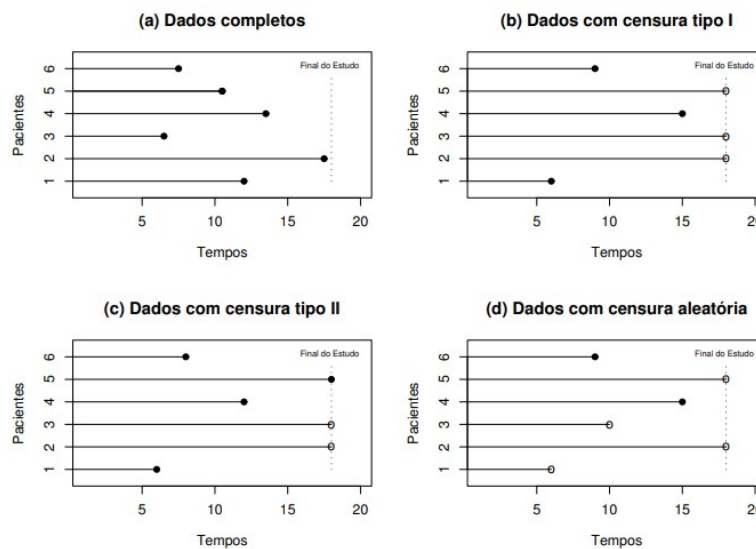 (a) Dados completos
Final do Estudo
Pacientes
6
5
4
3
2
1
5 10 15 20
Tempos
(b) Dados com censura tipo I
Final do Estudo
Pacientes
6
5
4
3
2
1
5 10 15 20
Tempos
(c) Dados com censura tipo II
Final do Estudo
Pacientes
6
5
4
3
2
1
5 10 15 20
Tempos
(d) Dados com censura aleatória
Final do Estudo
Pacientes
6
5
4
3
2
1
5 10 15 20
Tempos